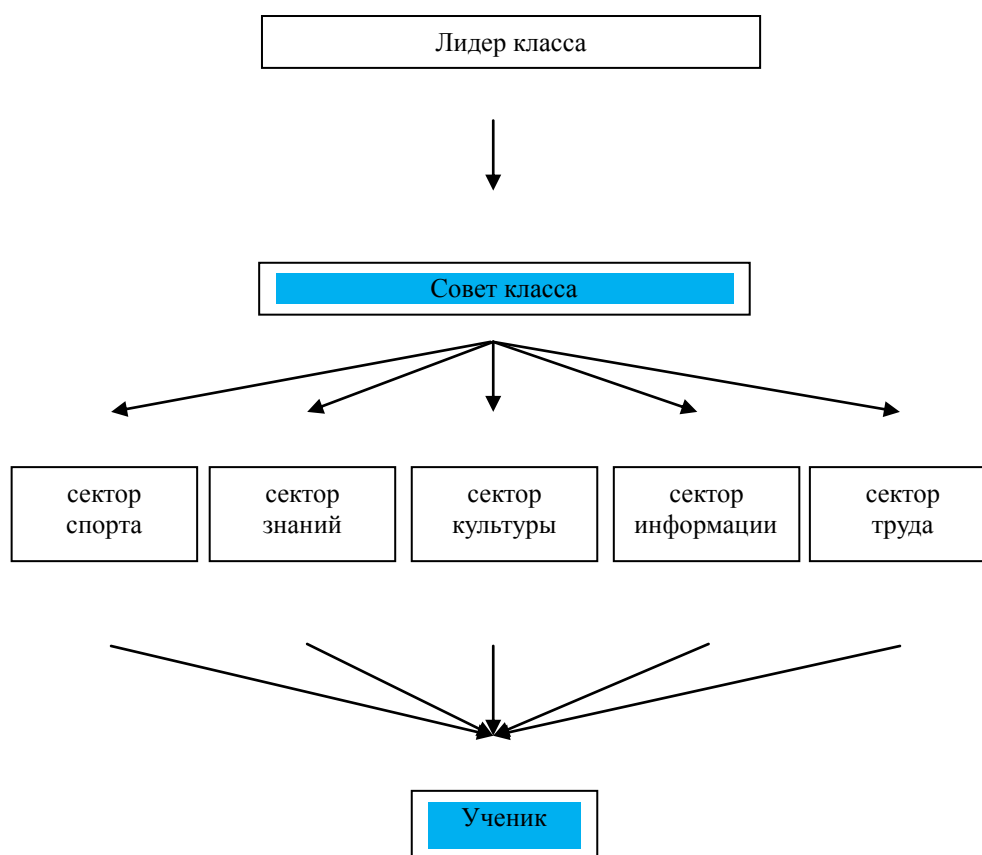 Лидер класса
Совет класса
сектор
спорта
сектор
знаний
сектор
культуры
сектор
информации
сектор
труда
Ученик